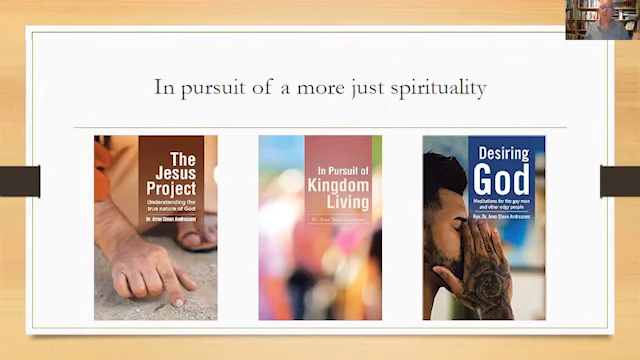 In pursuit of a more just spirituality
The
Jesus
Project
Understanding the
true nature of God
Dr. Arne Steen Andreasen
In Pursuit of
Kingdom
Living
Desiring
God
Meditations for the gay man
and other edgy people
Rev. Dr. Arne Steen Andreasen